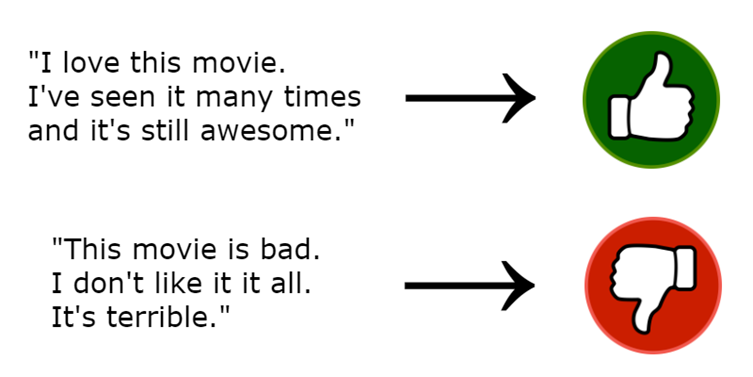 "I love this movie.
I've seen it many times
and it's still awesome."
"This movie is bad.
I don't like it it all.
It's terrible."